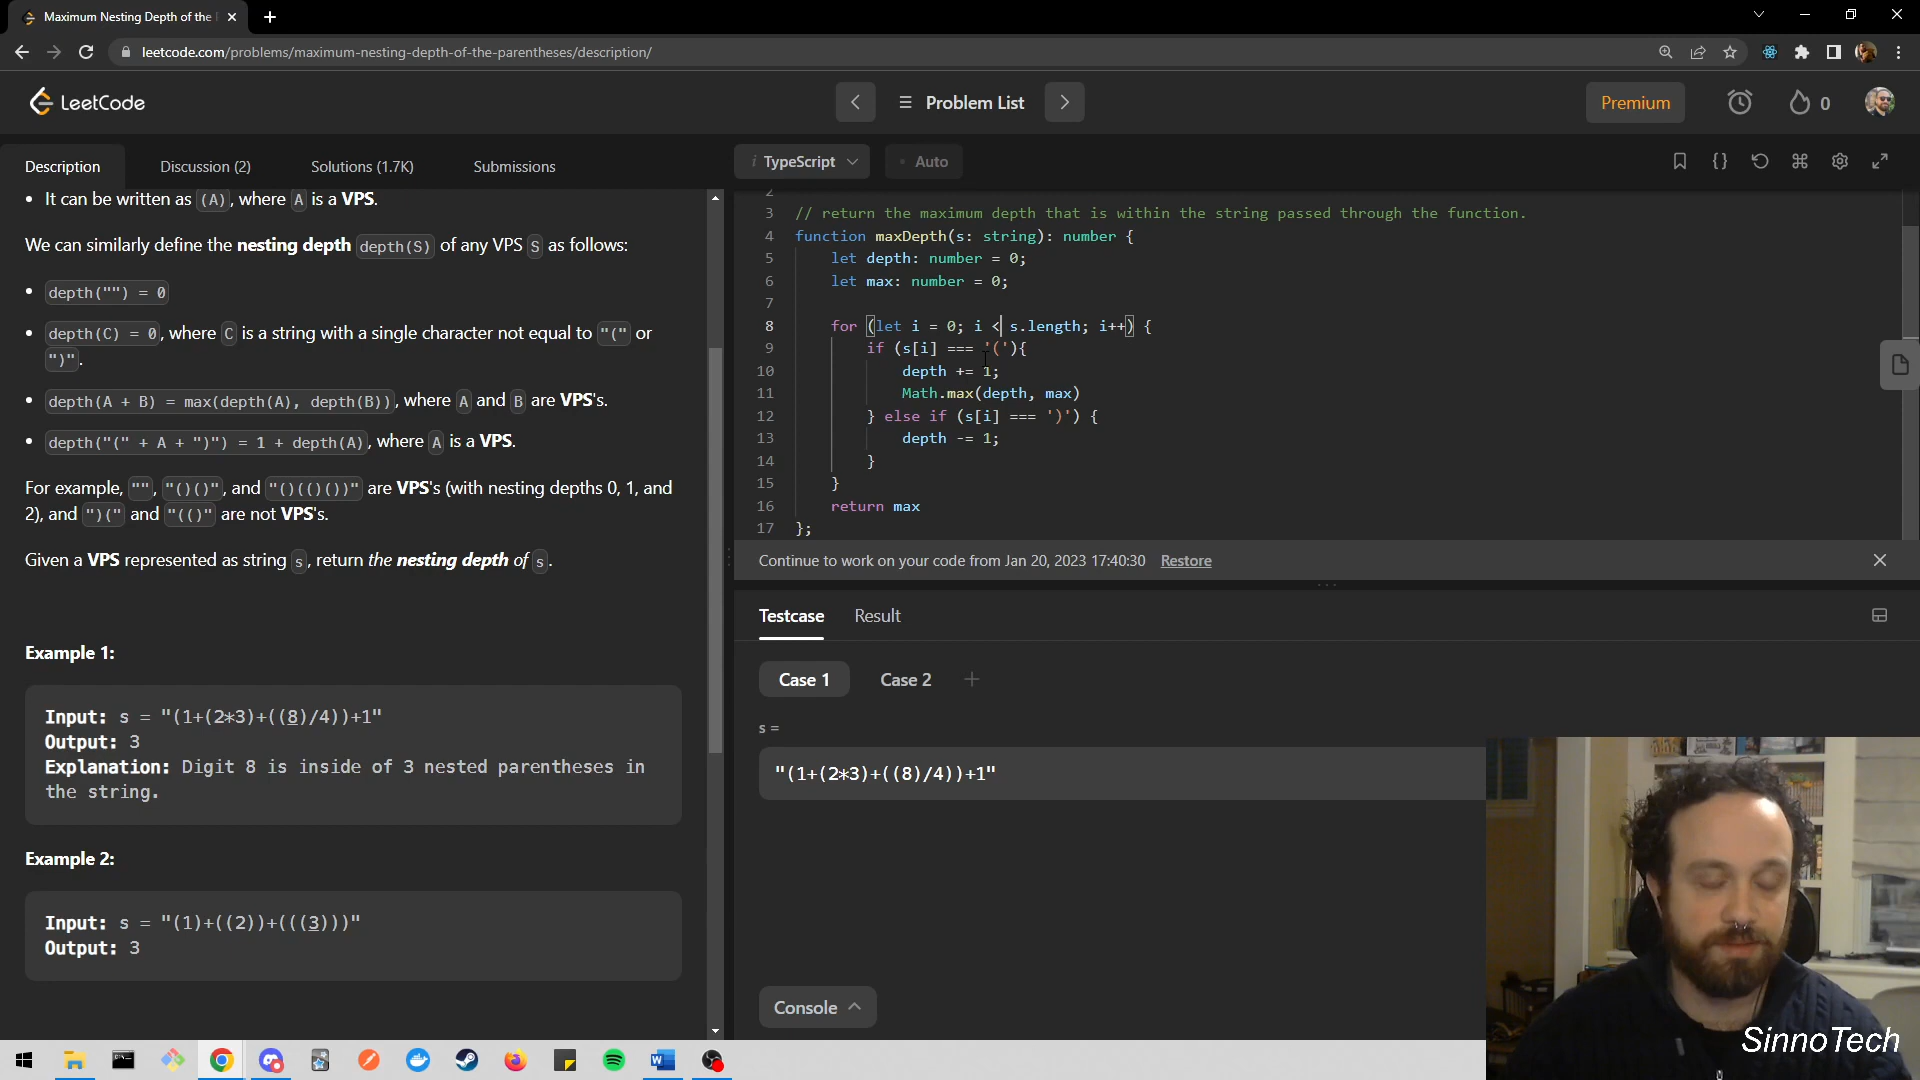 Maximum Nesting Depth of the
leetcode.com/problems/maximum-nesting-depth-of-the-parentheses/description/
LeetCode
Problem List
Premium
0
Description
Discussion (2)
Solutions (1.7K)
Submissions
• It can be written as (A), where A is a VPS.
We can similarly define the nesting depth depth(S) of any VPS S as follows:
• depth("") = 0
• depth(C) = 0, where C is a string with a single character not equal to "(" or
")".
• depth(A + B) = max(depth(A), depth(B)), where A and B are VPS's.
• depth("(" + A + ")") = 1 + depth(A), where A is a VPS.
For example, "", "()()", and "()(()())" are VPS's (with nesting depths 0, 1, and
2), and ")(" and "(()" are not VPS's.
Given a VPS represented as string s, return the nesting depth of s.
Example 1:
Input: s = "(1+(2*3)+((8)/4))+1"
Output: 3
Explanation: Digit 8 is inside of 3 nested parentheses in
the string.
Example 2:
Input: s = "(1)+((2))+(((3)))"
Output: 3
TypeScript
Auto
2
3 // return the maximum depth that is within the string passed through the function.
4 function maxDepth(s: string): number {
5 let depth: number = 0;
6 let max: number = 0;
7
8 for (let i = 0; i < s.length; i++) {
9 if (s[i] === '('){
10 depth += 1;
11 Math.max(depth, max)
12 } else if (s[i] === ')') {
13 depth -= 1;
14 }
15 }
16 return max
17 };
Continue to work on your code from Jan 20, 2023 17:40:30 Restore
Testcase
Result
Case 1
Case 2
s =
"(1+(2*3)+((8)/4))+1"
Console
SinnoTech